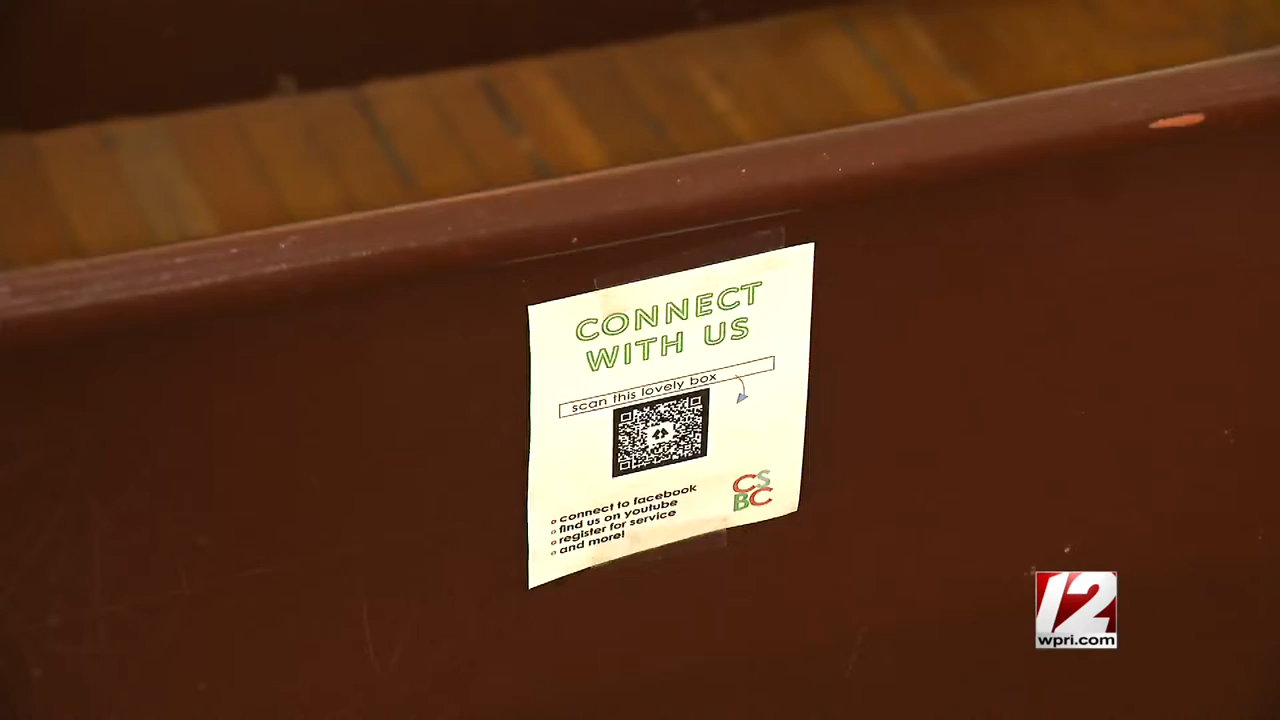 CONNECT
WITH US
scan this lovely box
connect to facebook
find us on youtube
register for service
and more!
CS
BC
12
wpri.com